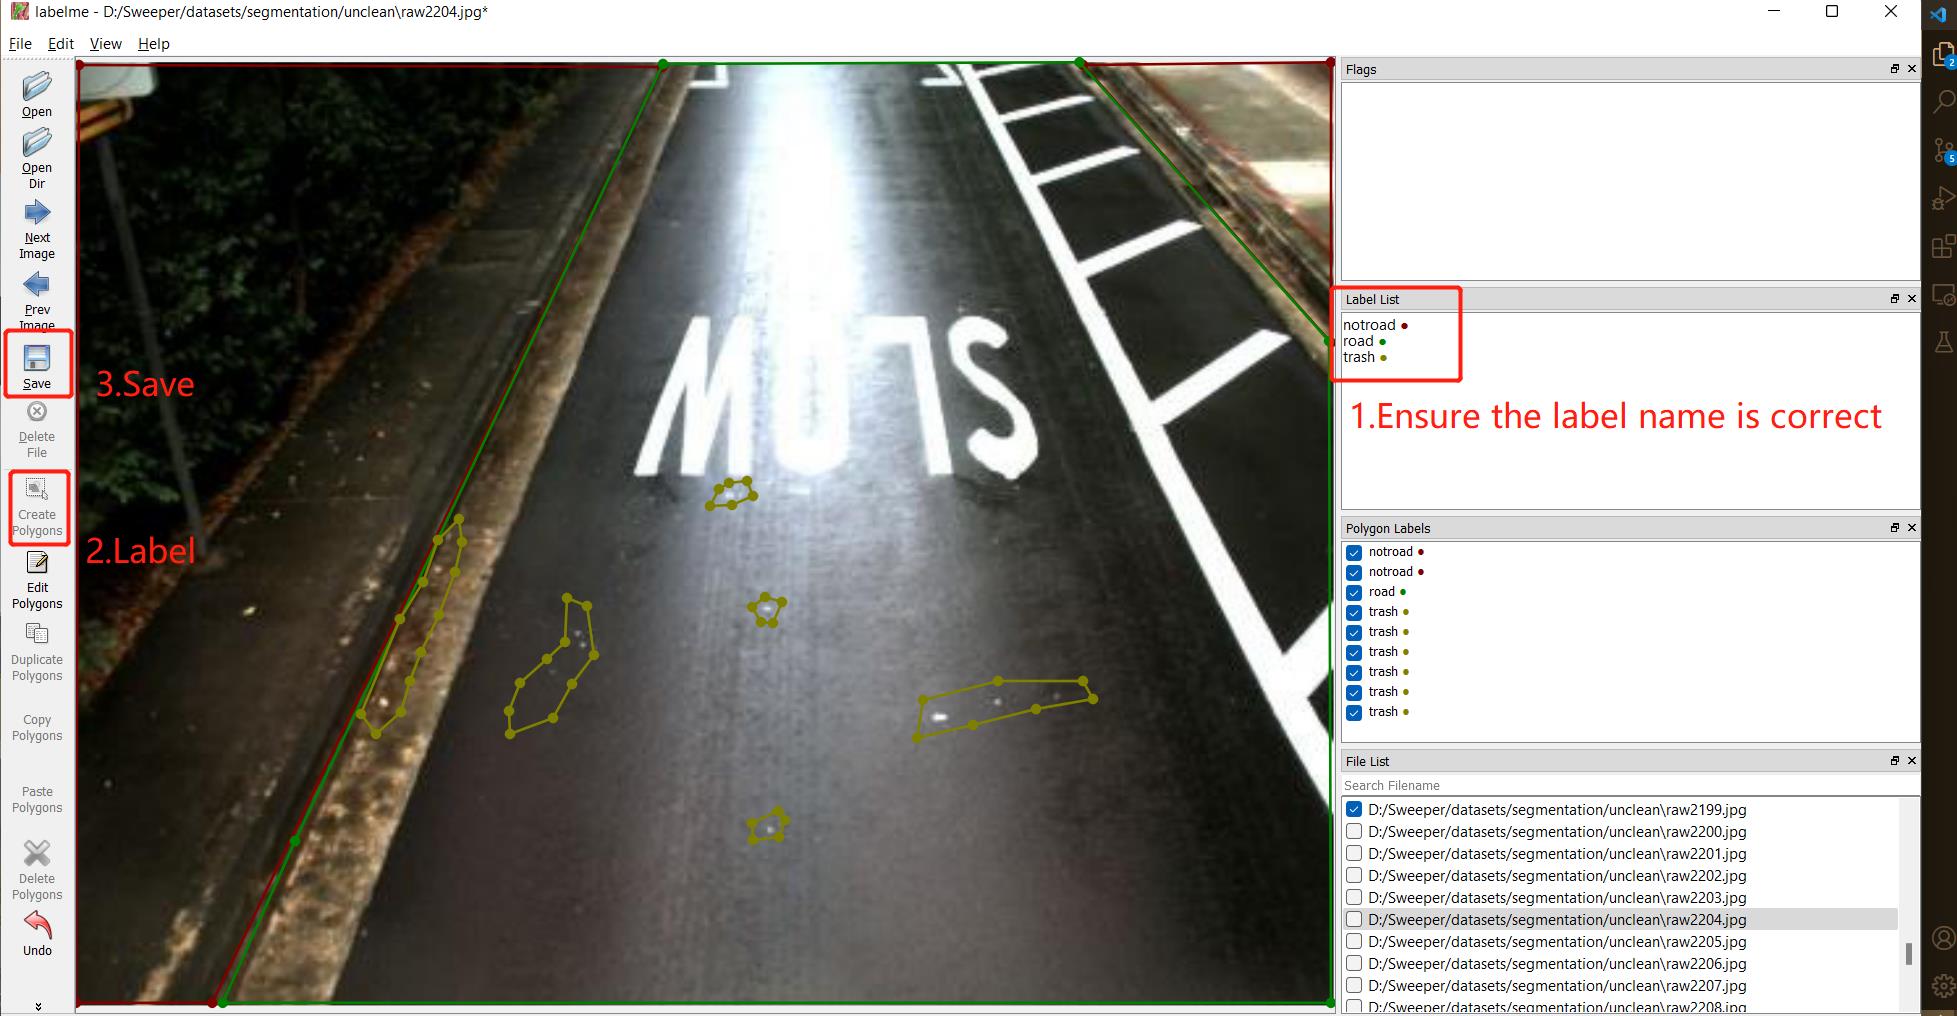 labelme - D:/Sweeper/datasets/segmentation/unclean\raw2204.jpg*
File Edit View Help
Open
Open
Dir
Next
Image
Prev
Image
Save
Delete
File
Create
Polygons
Edit
Polygons
Duplicate
Polygons
Copy
Polygons
Paste
Polygons
Delete
Polygons
Undo
3.Save
2.Label
SLOW
Flags
Label List
notroad
road
trash
1.Ensure the label name is correct
Polygon Labels
notroad
notroad
road
trash
trash
trash
trash
trash
trash
File List
Search Filename
D:/Sweeper/datasets/segmentation/unclean\raw2199.jpg
D:/Sweeper/datasets/segmentation/unclean\raw2200.jpg
D:/Sweeper/datasets/segmentation/unclean\raw2201.jpg
D:/Sweeper/datasets/segmentation/unclean\raw2202.jpg
D:/Sweeper/datasets/segmentation/unclean\raw2203.jpg
D:/Sweeper/datasets/segmentation/unclean\raw2204.jpg
D:/Sweeper/datasets/segmentation/unclean\raw2205.jpg
D:/Sweeper/datasets/segmentation/unclean\raw2206.jpg
D:/Sweeper/datasets/segmentation/unclean\raw2207.jpg
D:/Sweeper/datasets/segmentation/unclean\raw2208.jpg
2
5